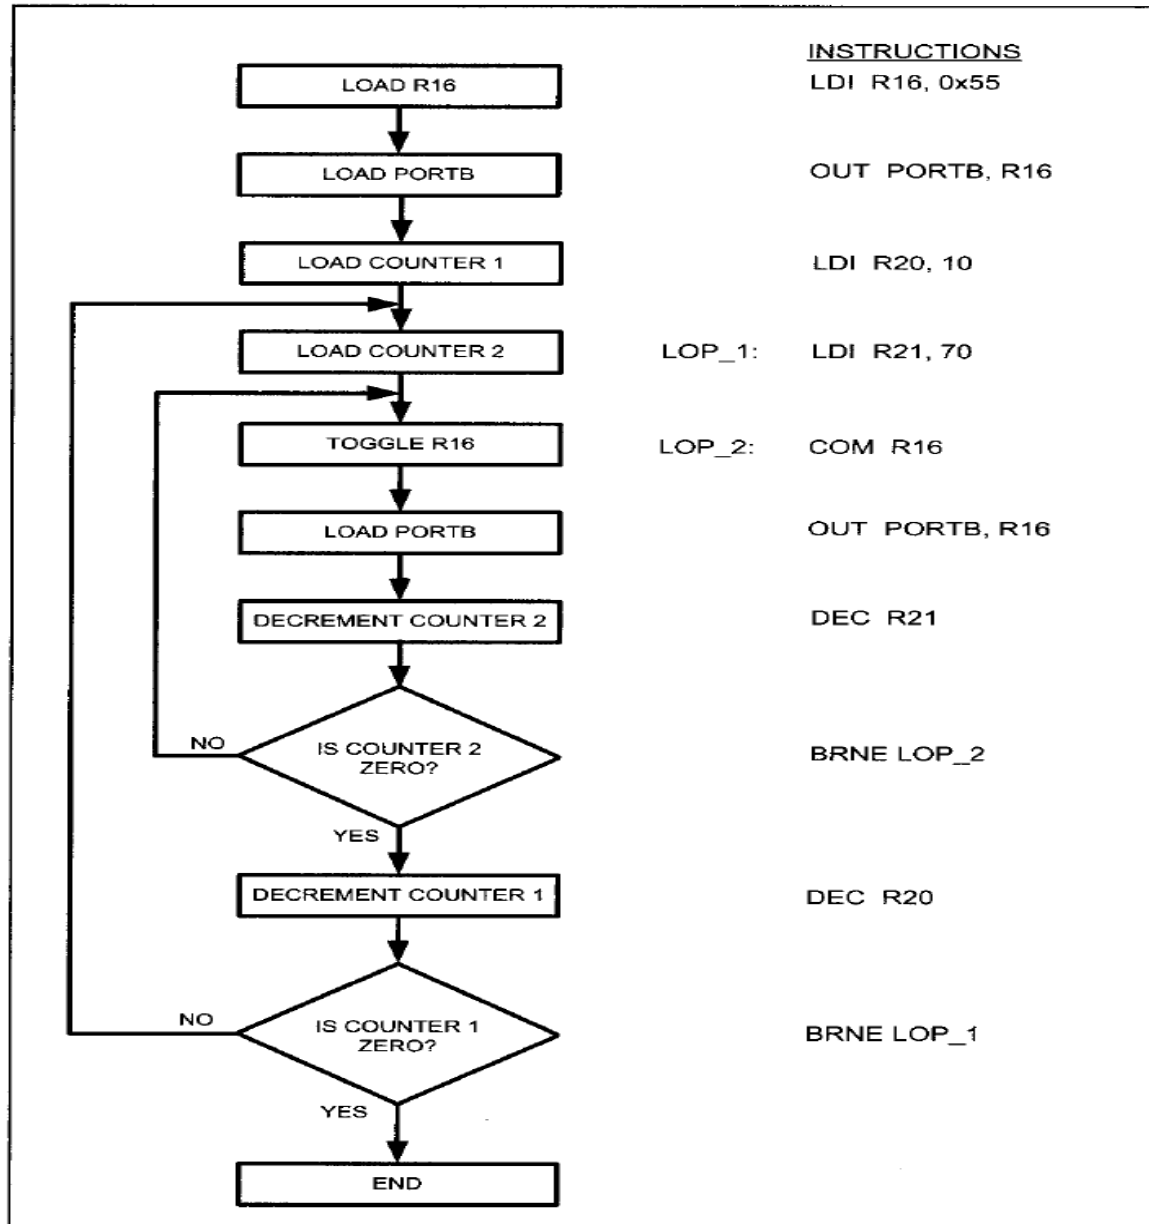 INSTRUCTIONS
LOAD R16
LDI R16, 0x55
LOAD PORTB
OUT PORTB, R16
LOAD COUNTER 1
LDI R20, 10
LOAD COUNTER 2
LOP_1: LDI R21, 70
TOGGLE R16
LOP_2: COM R16
LOAD PORTB
OUT PORTB, R16
DECREMENT COUNTER 2
DEC R21
NO
IS COUNTER 2
ZERO?
BRNE LOP_2
YES
DECREMENT COUNTER 1
DEC R20
NO
IS COUNTER 1
ZERO?
BRNE LOP_1
YES
END